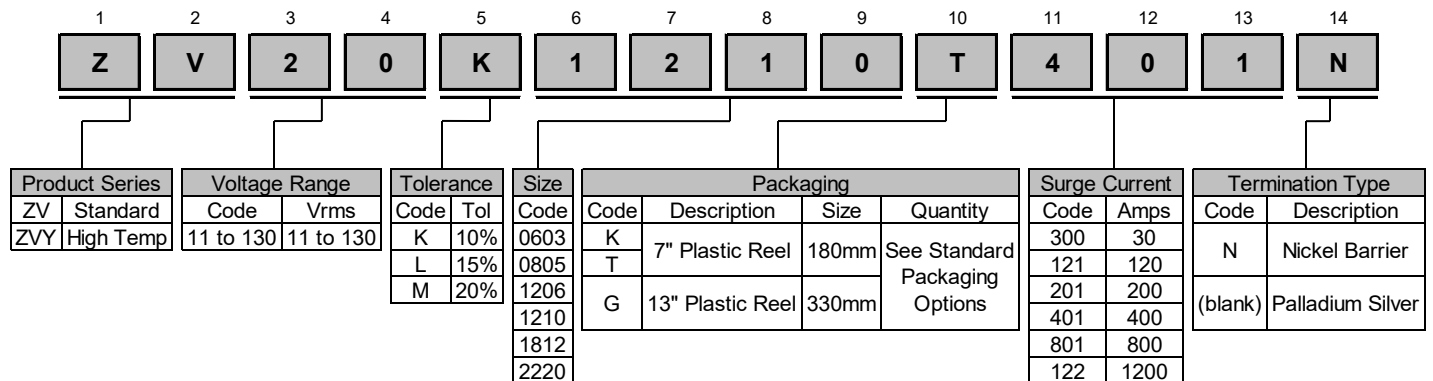 1 2 3 4 5 6 7 8 9 10 11 12 13 14
Z V 2 0 K 1 2 1 0 T 4 0 1 N
Product Series
ZV Standard
ZVY High Temp
Voltage Range
Code Vrms
11 to 130 11 to 130
Tolerance
Code Tol
K 10%
L 15%
M 20%
Size
Code
0603
0805
1206
1210
1812
2220
Packaging
Code Description Size Quantity
K
T
7" Plastic Reel 180mm
G 13" Plastic Reel 330mm
See Standard
Packaging
Options
Surge Current
Code Amps
300 30
121 120
201 200
401 400
801 800
122 1200
Termination Type
Code Description
N Nickel Barrier
(blank) Palladium Silver